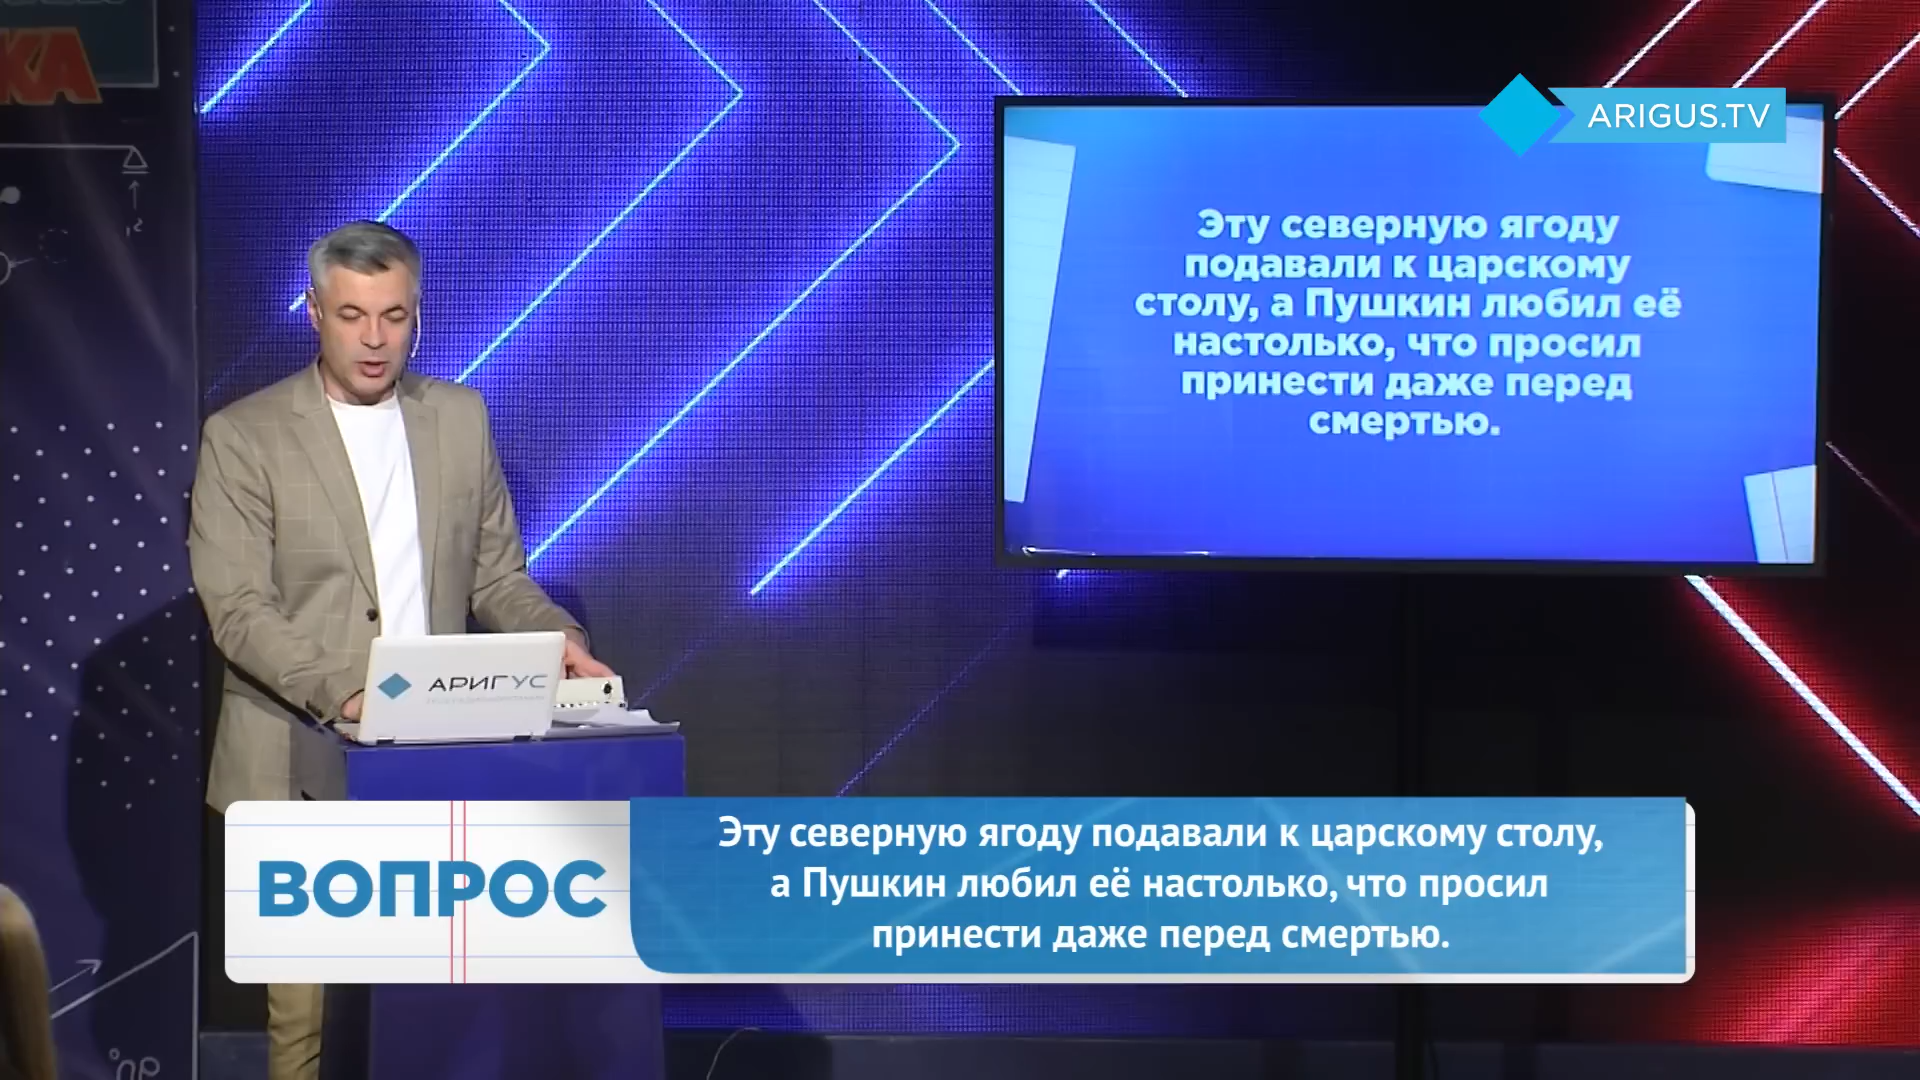 КА
ARIGUS.TV
Эту северную ягоду
подавали к царскому
столу, а Пушкин любил её
настолько, что просил
принести даже перед
смертью.
АРИГУС
ВОПРОС
Эту северную ягоду подавали к царскому столу,
а Пушкин любил её настолько, что просил
принести даже перед смертью.